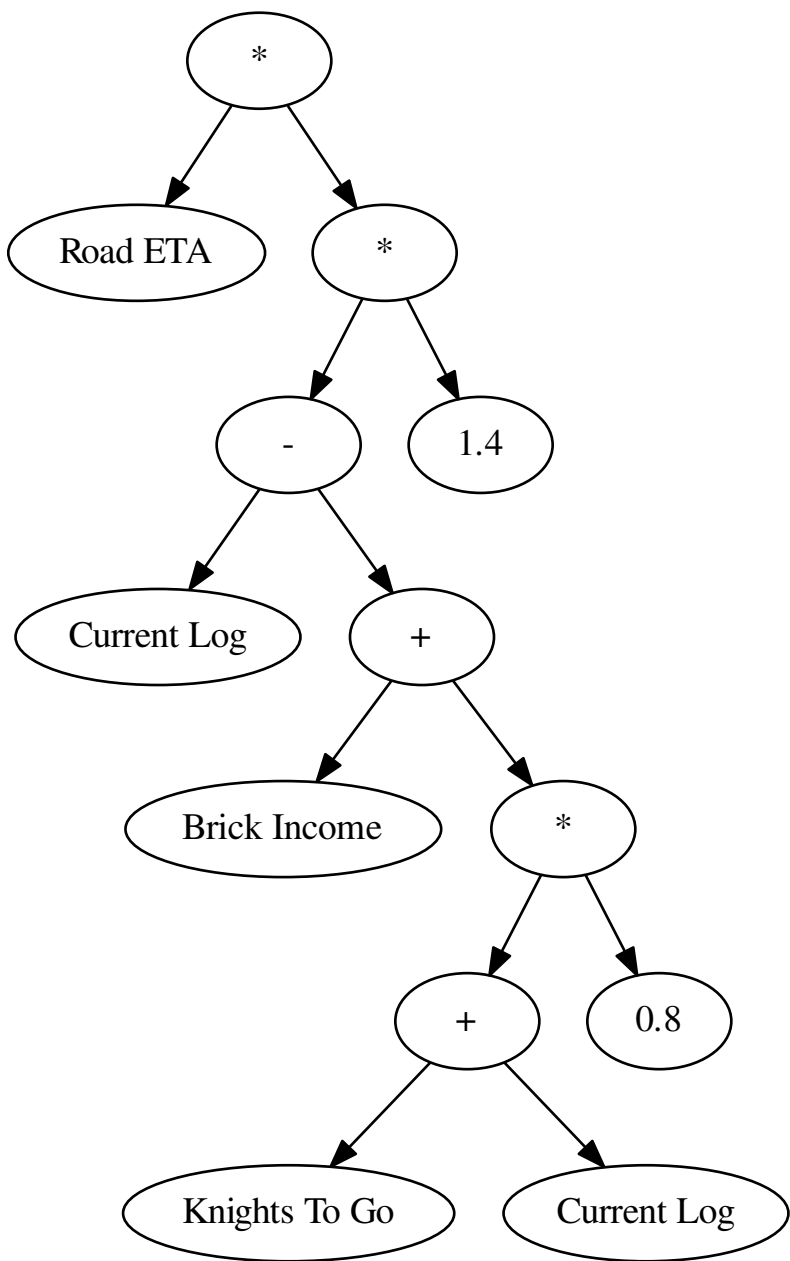 *
Road ETA
*
-
1.4
Current Log
+
Brick Income
*
+
0.8
Knights To Go
Current Log